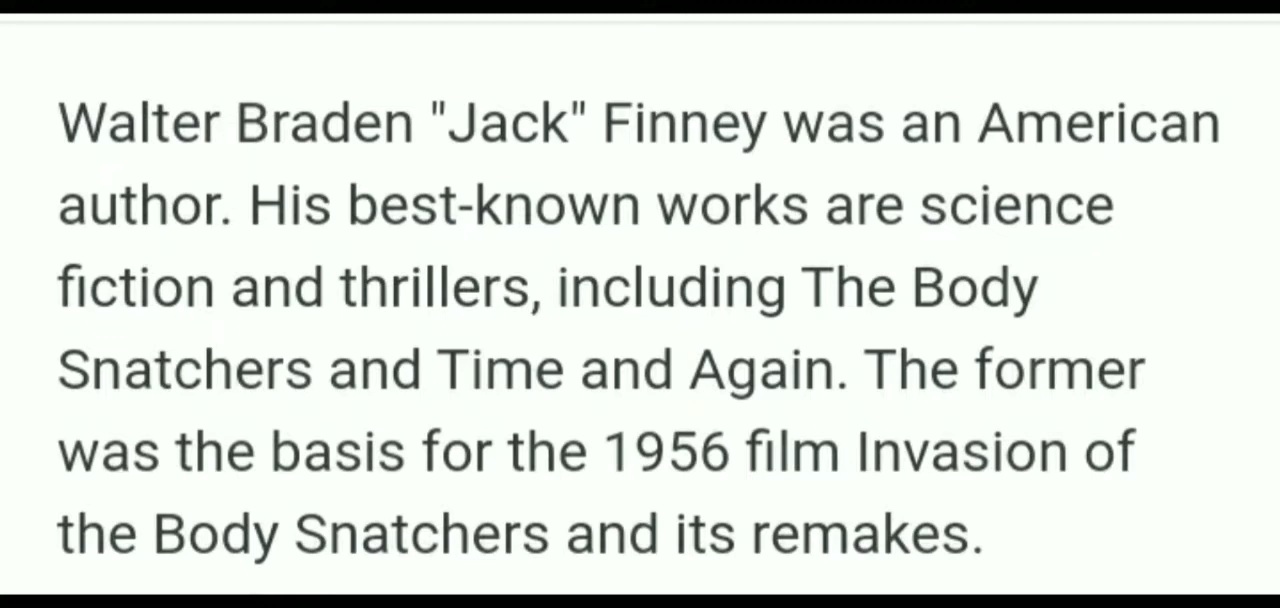 Walter Braden "Jack" Finney was an American
author. His best-known works are science
fiction and thrillers, including The Body
Snatchers and Time and Again. The former
was the basis for the 1956 film Invasion of
the Body Snatchers and its remakes.